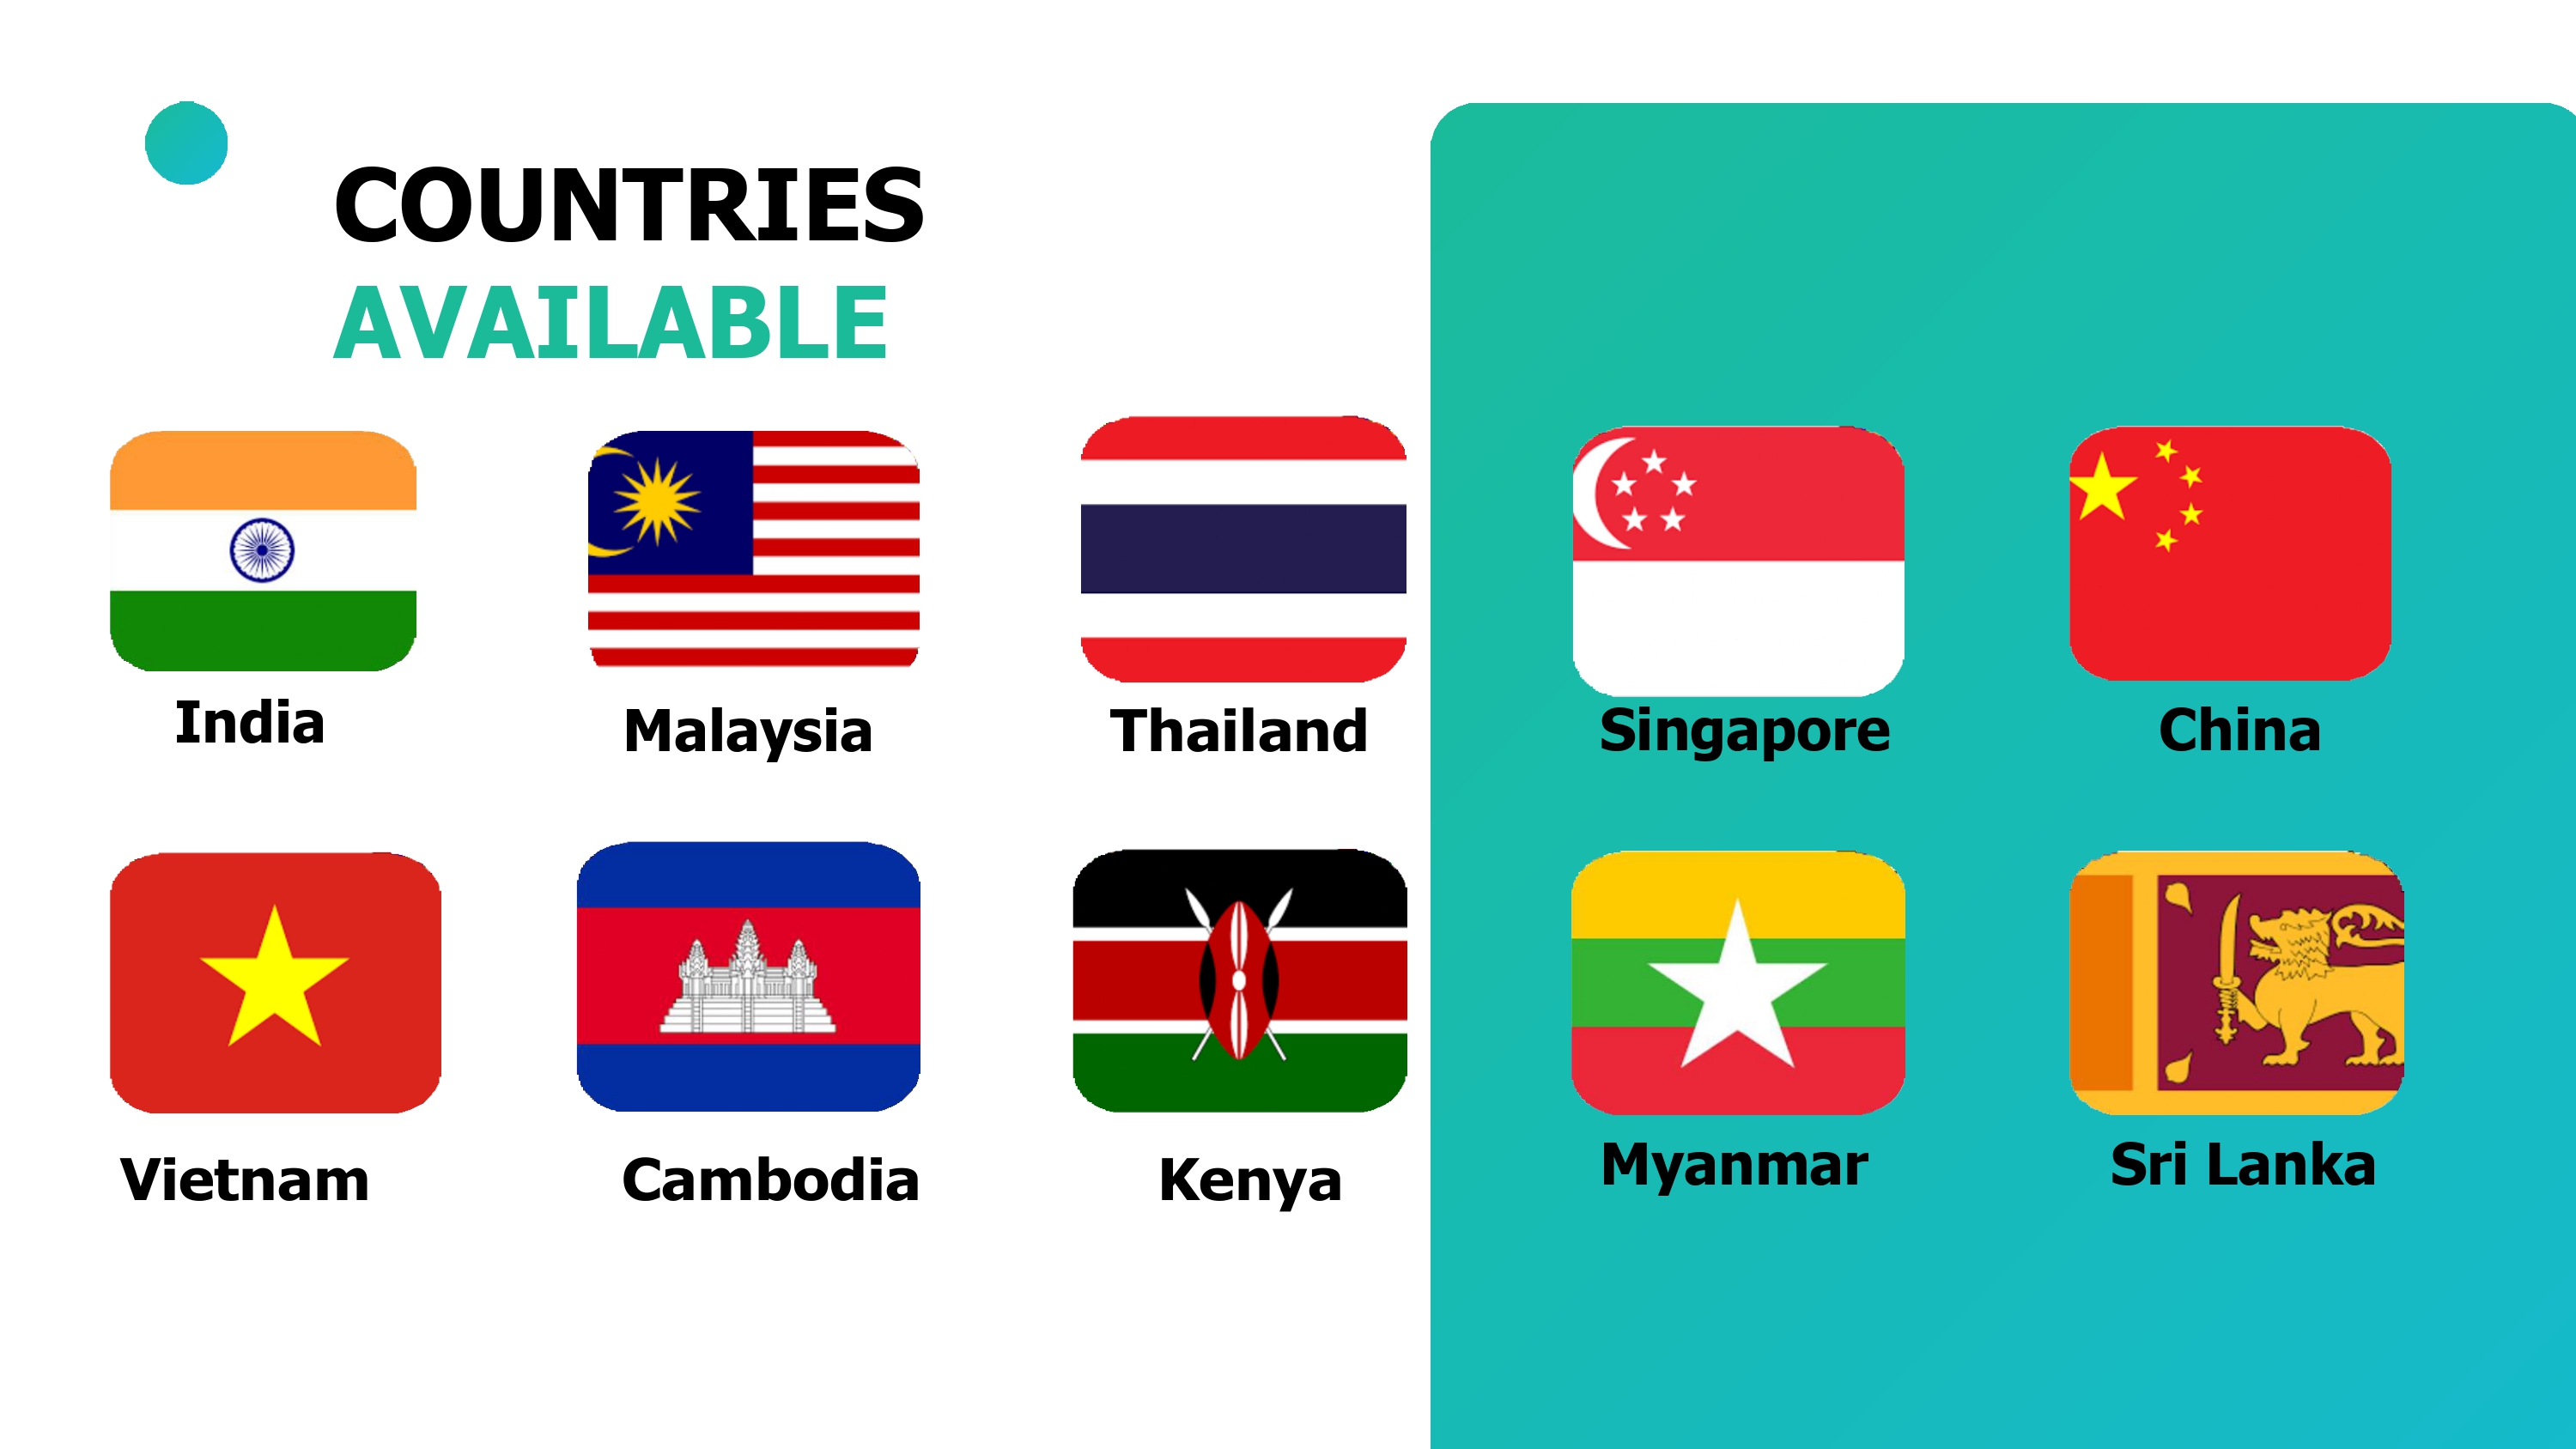 COUNTRIES
AVAILABLE
India
Malaysia
Thailand
Singapore
China
Vietnam
Cambodia
Kenya
Myanmar
Sri Lanka